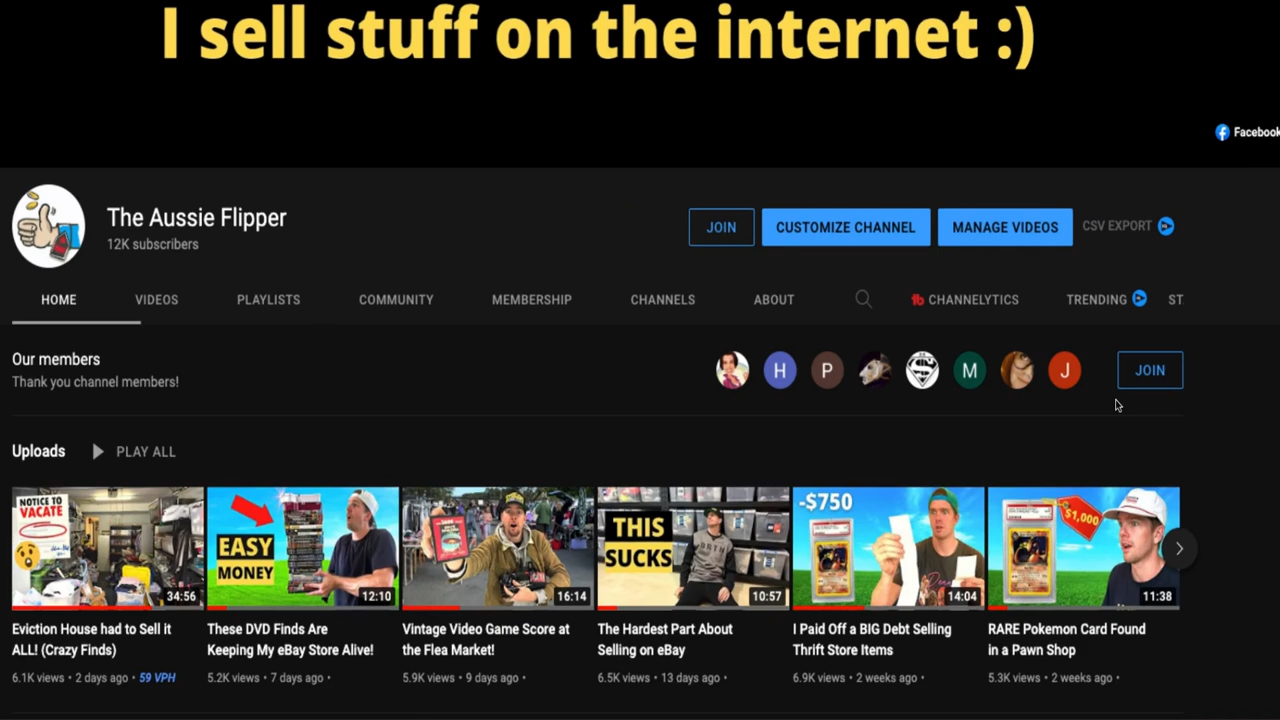 I sell stuff on the internet :)
Facebook
The Aussie Flipper
12K subscribers
JOIN
CUSTOMIZE CHANNEL
MANAGE VIDEOS
CSV EXPORT
HOME
VIDEOS
PLAYLISTS
COMMUNITY
MEMBERSHIP
CHANNELS
ABOUT
tb CHANNELYTICS
TRENDING
ST
Our members
Thank you channel members!
H
P
S
M
J
JOIN
Uploads
PLAY ALL
NOTICE TO
VACATE
34:56
EASY
MONEY
12:10
16:14
THIS
SUCKS
10:57
-$750
14:04
$1,000
11:38
Eviction House had to Sell it
ALL! (Crazy Finds)
6.1K views • 2 days ago • 59 VPH
These DVD Finds Are
Keeping My eBay Store Alive!
5.2K views • 7 days ago •
Vintage Video Game Score at
the Flea Market!
5.9K views • 9 days ago •
The Hardest Part About
Selling on eBay
6.5K views • 13 days ago •
I Paid Off a BIG Debt Selling
Thrift Store Items
6.9K views • 2 weeks ago •
RARE Pokemon Card Found
in a Pawn Shop
5.3K views • 2 weeks ago •